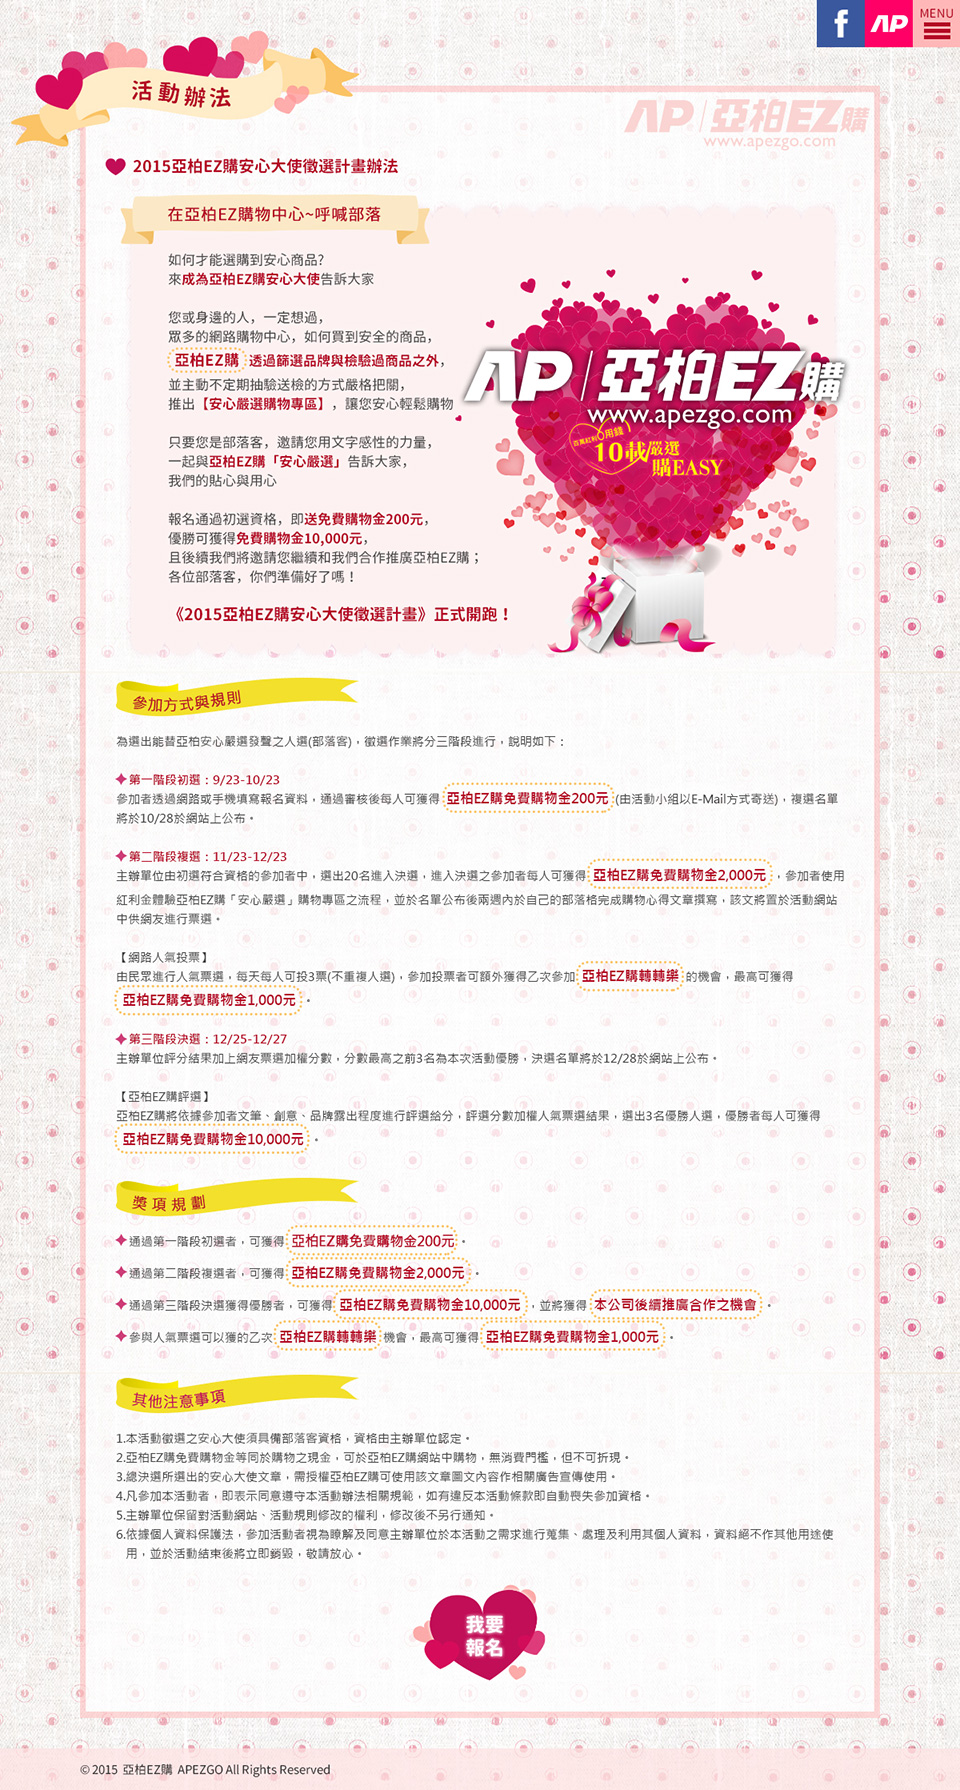 MENU
f
AP
活動辦法
AP 亞柏EZ購
www.apezgo.com
2015亞柏EZ購安心大使徵選計畫辦法
在亞柏EZ購物中心~呼喊部落
如何才能選購到安心商品?
來成為亞柏EZ購安心大使告訴大家
您或身邊的人，一定想過，
眾多的網路購物中心，如何買到安全的商品，
亞柏EZ購 透過篩選品牌與檢驗過商品之外，
並主動不定期抽驗送檢的方式嚴格把關，
推出【安心嚴選購物專區】，讓您安心輕鬆購物
只要您是部落客，邀請您用文字感性的力量，
一起與亞柏EZ購「安心嚴選」告訴大家，
我們的貼心與用心
報名通過初選資格，即送免費購物金200元，
優勝可獲得免費購物金10,000元，
且後續我們將邀請您繼續和我們合作推廣亞柏EZ購；
各位部落客，你們準備好了嗎！
《2015亞柏EZ購安心大使徵選計畫》正式開跑！
AP 亞柏EZ購
www.apezgo.com
百萬紅利 用錢
10載嚴選
購EASY
參加方式與規則
為選出能替亞柏安心嚴選發聲之人選(部落客)，徵選作業將分三階段進行，說明如下：
第一階段初選：9/23-10/23
參加者透過網路或手機填寫報名資料，通過審核後每人可獲得 亞柏EZ購免費購物金200元 (由活動小組以E-Mail方式寄送)，複選名單
將於10/28於網站上公布。
第二階段複選：11/23-12/23
主辦單位由初選符合資格的參加者中，選出20名進入決選，進入決選之參加者每人可獲得 亞柏EZ購免費購物金2,000元 ，參加者使用
紅利金體驗亞柏EZ購「安心嚴選」購物專區之流程，並於名單公布後兩週內於自己的部落格完成購物心得文章撰寫，該文將置於活動網站
中供網友進行票選。
【網路人氣投票】
由民眾進行人氣票選，每天每人可投3票(不重複人選)，參加投票者可額外獲得乙次參加 亞柏EZ購轉轉樂 的機會，最高可獲得
亞柏EZ購免費購物金1,000元 。
第三階段決選：12/25-12/27
主辦單位評分結果加上網友票選加權分數，分數最高之前3名為本次活動優勝，決選名單將於12/28於網站上公布。
【亞柏EZ購評選】
亞柏EZ購將依據參加者文筆、創意、品牌露出程度進行評選給分，評選分數加權人氣票選結果，選出3名優勝人選，優勝者每人可獲得
亞柏EZ購免費購物金10,000元 。
獎項規劃
通過第一階段初選者，可獲得 亞柏EZ購免費購物金200元 。
通過第二階段複選者，可獲得 亞柏EZ購免費購物金2,000元 。
通過第三階段決選獲得優勝者，可獲得 亞柏EZ購免費購物金10,000元 ，並將獲得 本公司後續推廣合作之機會 。
參與人氣票選可以獲的乙次 亞柏EZ購轉轉樂 機會，最高可獲得 亞柏EZ購免費購物金1,000元 。
其他注意事項
1.本活動徵選之安心大使須具備部落客資格，資格由主辦單位認定。
2.亞柏EZ購免費購物金等同於購物之現金，可於亞柏EZ購網站中購物，無消費門檻，但不可折現。
3.總決選所選出的安心大使文章，需授權亞柏EZ購可使用該文章圖文內容作相關廣告宣傳使用。
4.凡參加本活動者，即表示同意遵守本活動辦法相關規範，如有違反本活動條款即自動喪失參加資格。
5.主辦單位保留對活動網站、活動規則修改的權利，修改後不另行通知。
6.依據個人資料保護法，參加活動者視為瞭解及同意主辦單位於本活動之需求進行蒐集、處理及利用其個人資料，資料絕不作其他用途使
用，並於活動結束後將立即銷毀，敬請放心。
我要
報名
© 2015 亞柏EZ購 APEZGO All Rights Reserved